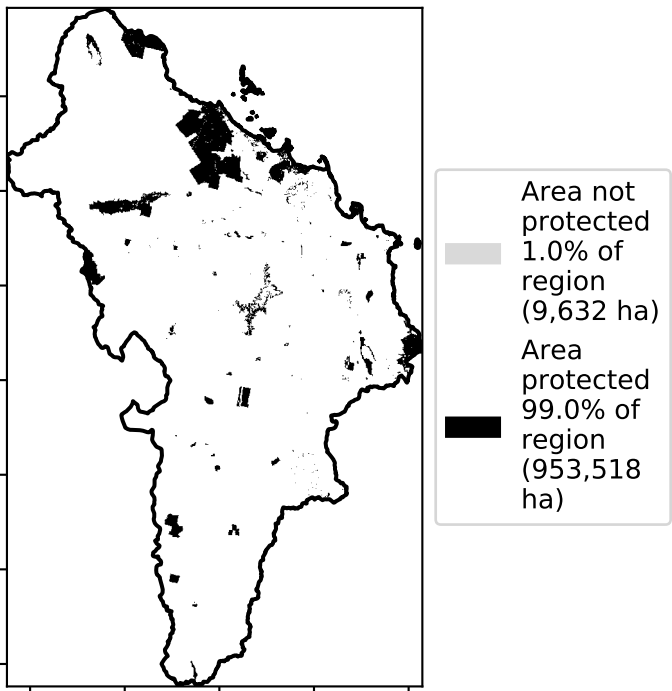 Area not
protected
1.0% of
region
(9,632 ha)
Area
protected
99.0% of
region
(953,518
ha)